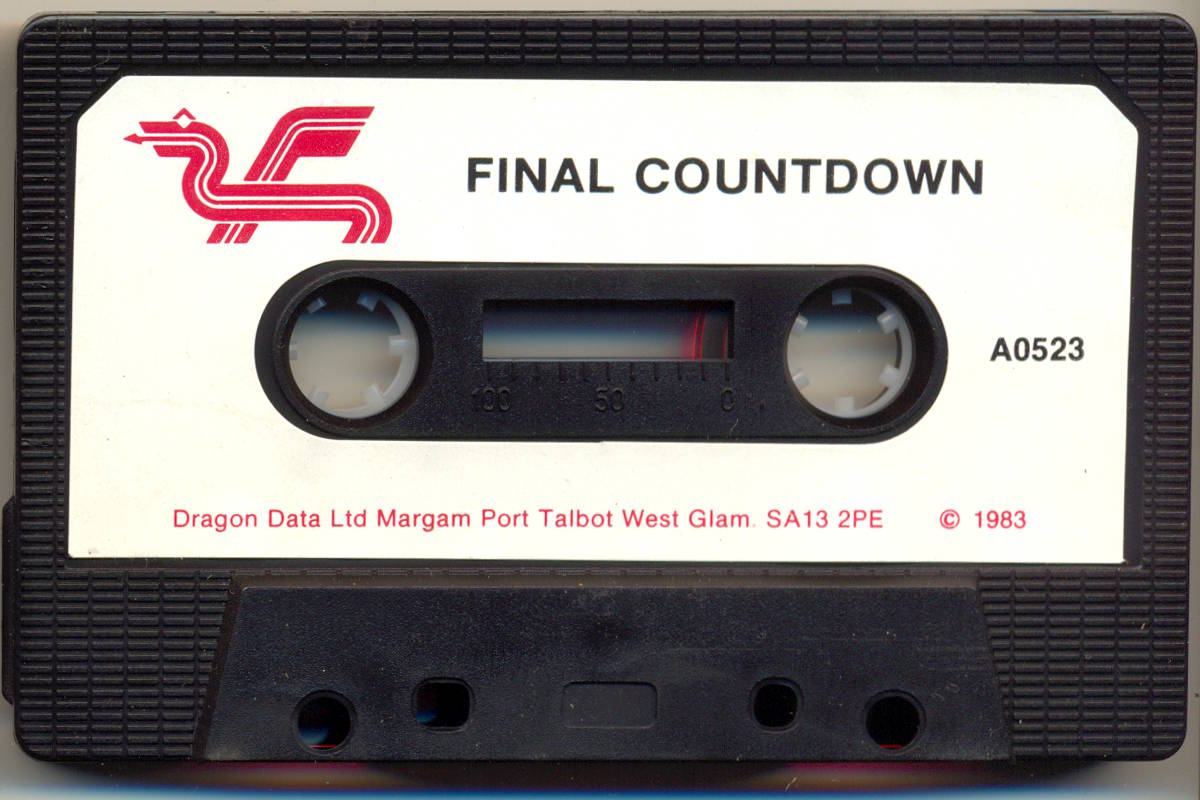 FINAL COUNTDOWN
A0523
100 50 0
Dragon Data Ltd Margam Port Talbot West Glam. SA13 2PE © 1983